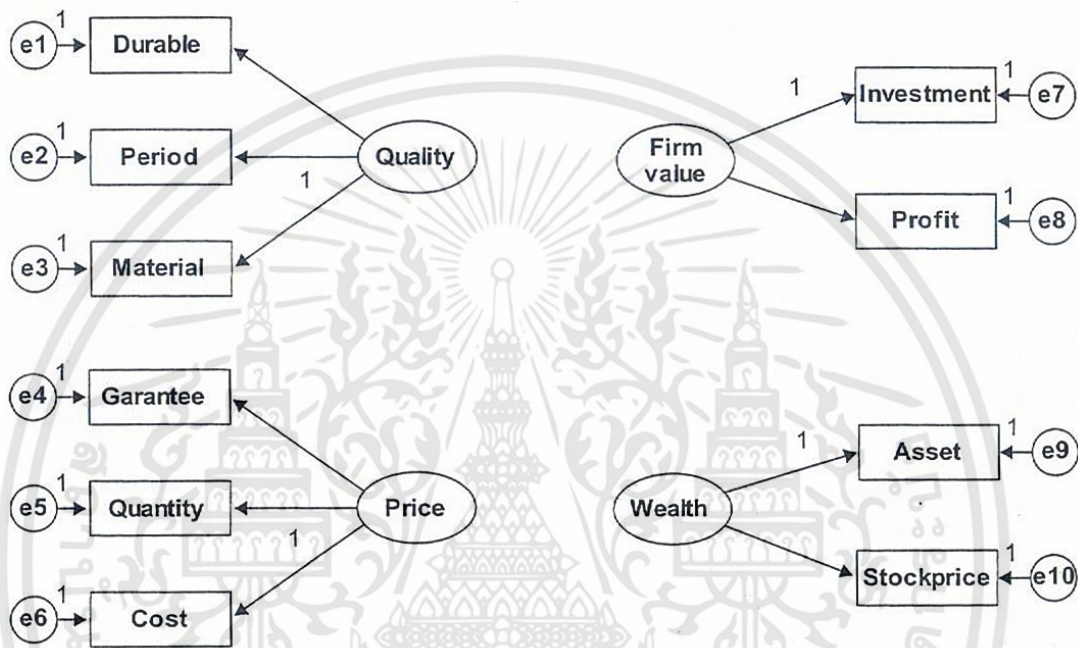 1
e1
Durable
1
e2
Period
Quality
1
1
e3
Material
1
Investment
1
e7
Firm
value
Profit
1
e8
1
e4
Garantee
1
e5
Quantity
Price
1
1
e6
Cost
1
Asset
1
e9
Wealth
Stockprice
1
e10